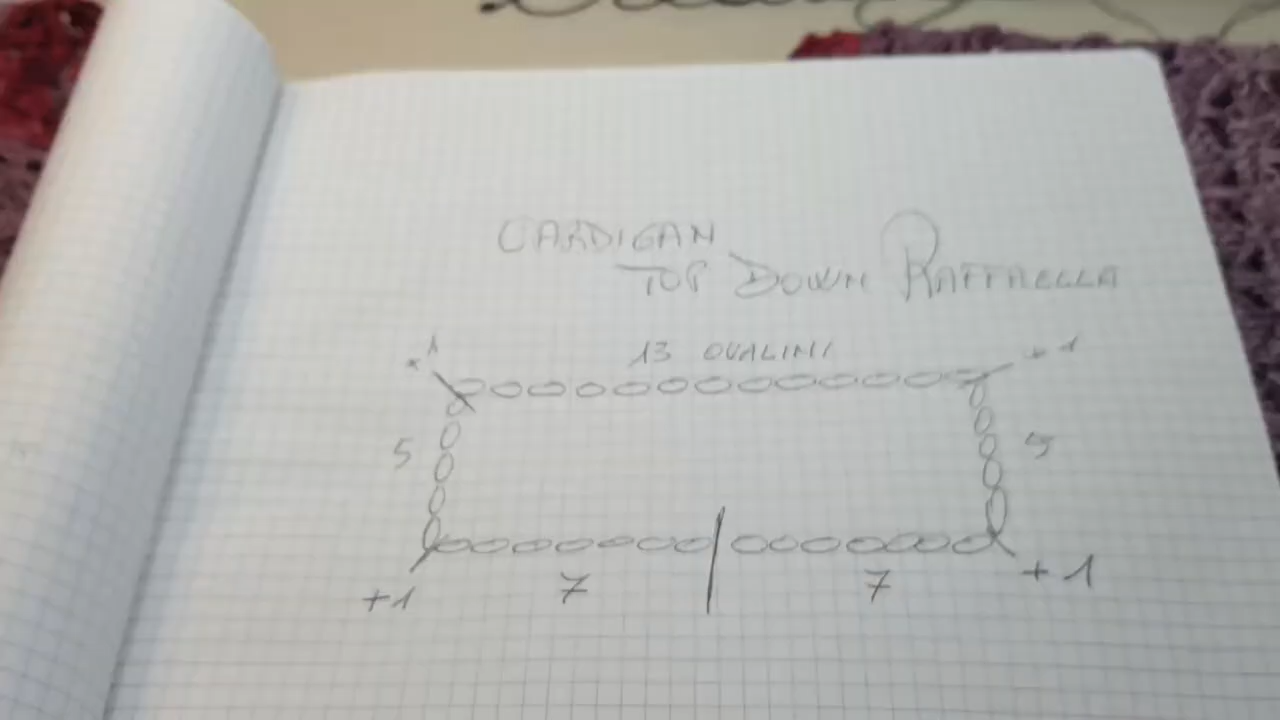 CARDIGAN
TOP DOWN RAFFAELLA
13 OVALINI
+1
+1
5
5
7
7
+1
+1